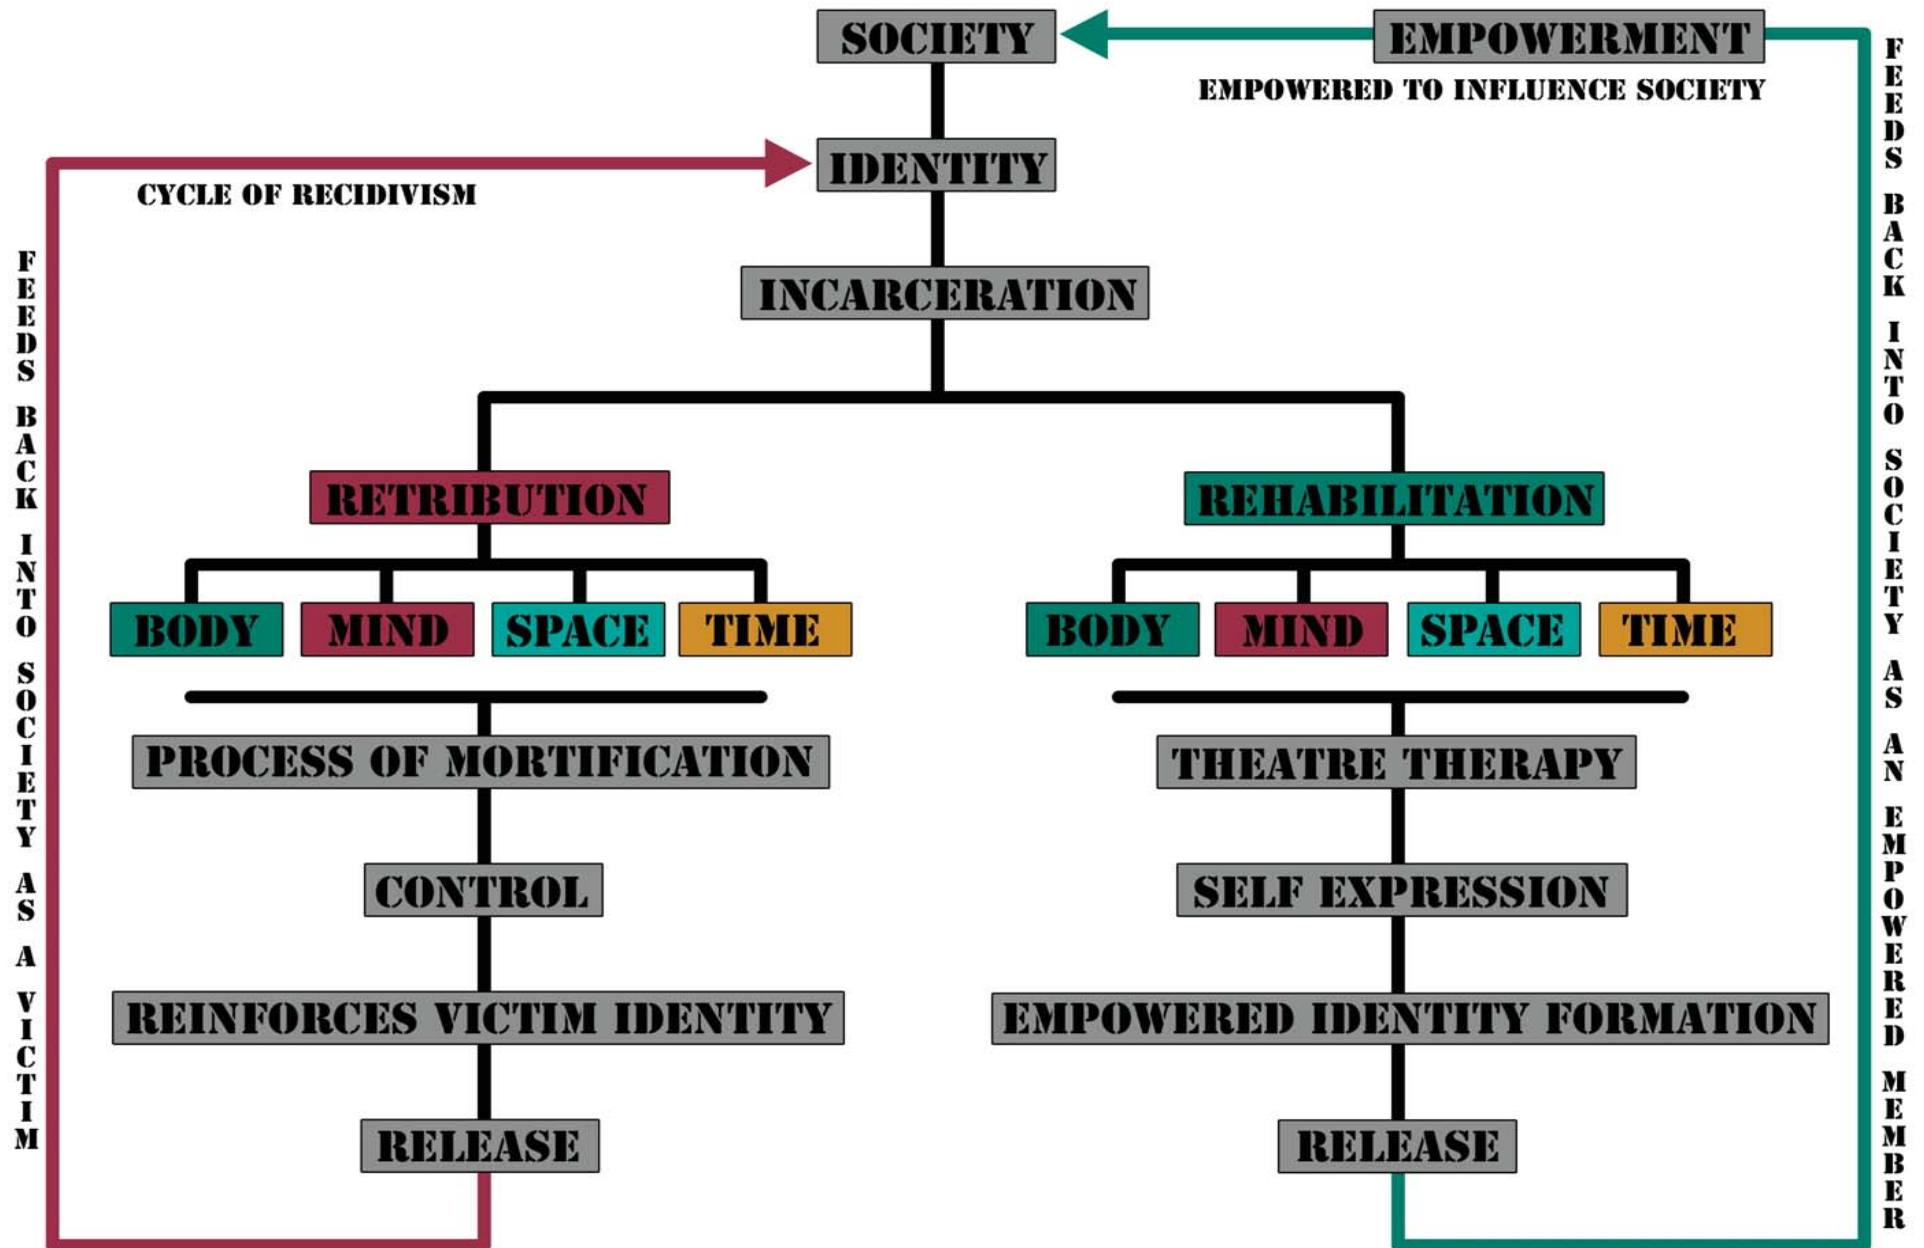 SOCIETY
EMPOWERMENT
EMPOWERED TO INFLUENCE SOCIETY
IDENTITY
CYCLE OF RECIDIVISM
INCARCERATION
RETRIBUTION
REHABILITATION
BODY
MIND
SPACE
TIME
BODY
MIND
SPACE
TIME
PROCESS OF MORTIFICATION
THEATRE THERAPY
CONTROL
SELF EXPRESSION
REINFORCES VICTIM IDENTITY
EMPOWERED IDENTITY FORMATION
RELEASE
RELEASE
FEEDS BACK INTO SOCIETY AS A VICTIM
FEEDS BACK INTO SOCIETY AS AN EMPOWERED MEMBER